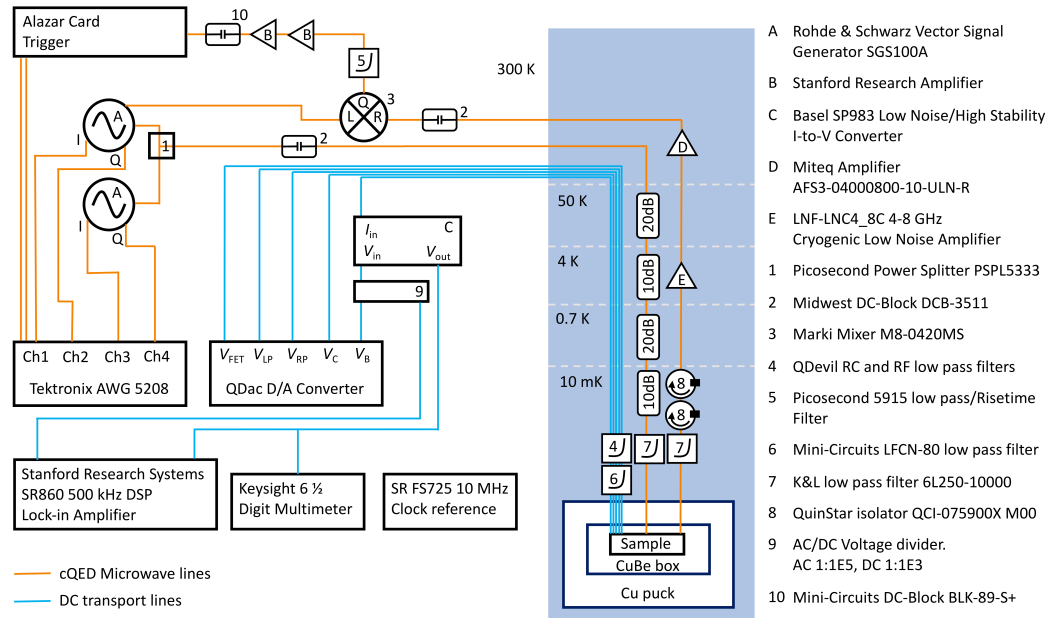 Alazar Card
Trigger
10
B
B
5
Q
L
R
3
2
A
I
Q
1
2
A
I
Q
300 K
D
50 K
20dB
4 K
10dB
E
0.7 K
20dB
10 mK
10dB
8
8
4
7
7
6
Sample
CuBe box
Cu puck
Iin
C
Vin
Vout
9
Ch1
Ch2
Ch3
Ch4
Tektronix AWG 5208
VFET
VLP
VRP
VC
VB
QDac D/A Converter
Stanford Research Systems
SR860 500 kHz DSP
Lock-in Amplifier
Keysight 6 ½
Digit Multimeter
SR FS725 10 MHz
Clock reference
cQED Microwave lines
DC transport lines
A Rohde & Schwarz Vector Signal
Generator SGS100A
B Stanford Research Amplifier
C Basel SP983 Low Noise/High Stability
I-to-V Converter
D Miteq Amplifier
AFS3-04000800-10-ULN-R
E LNF-LNC4_8C 4-8 GHz
Cryogenic Low Noise Amplifier
1 Picosecond Power Splitter PSPL5333
2 Midwest DC-Block DCB-3511
3 Marki Mixer M8-0420MS
4 QDevil RC and RF low pass filters
5 Picosecond 5915 low pass/Risetime
Filter
6 Mini-Circuits LFCN-80 low pass filter
7 K&L low pass filter 6L250-10000
8 QuinStar isolator QCI-075900X M00
9 AC/DC Voltage divider.
AC 1:1E5, DC 1:1E3
10 Mini-Circuits DC-Block BLK-89-S+